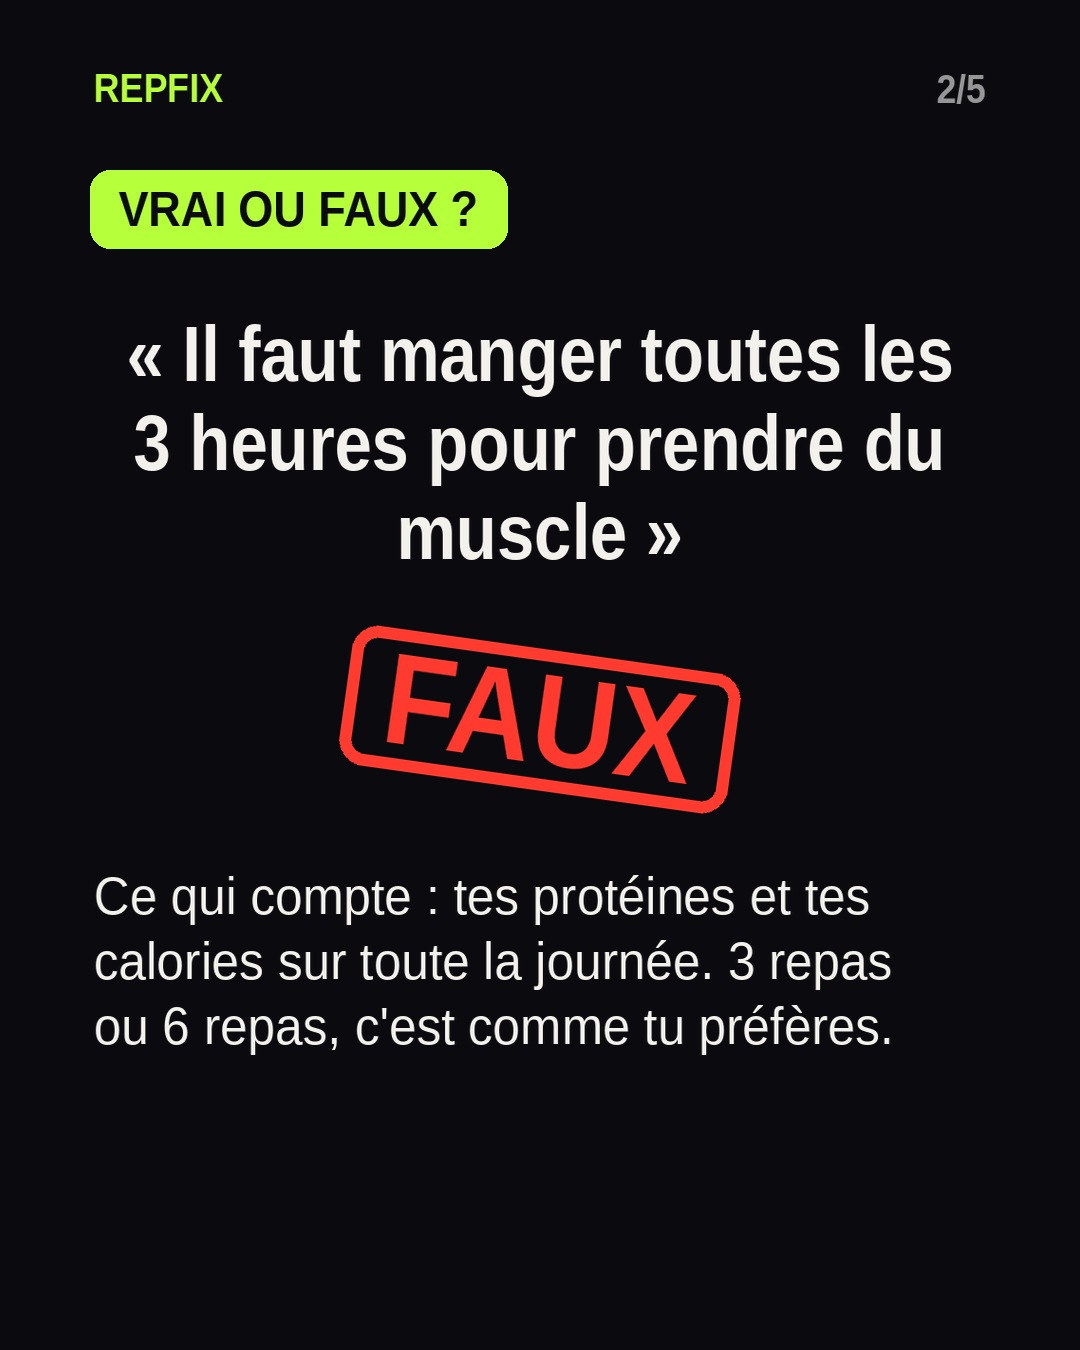 REPFIX
2/5
VRAI OU FAUX ?
« Il faut manger toutes les
3 heures pour prendre du
muscle »
FAUX
Ce qui compte : tes protéines et tes
calories sur toute la journée. 3 repas
ou 6 repas, c'est comme tu préfères.